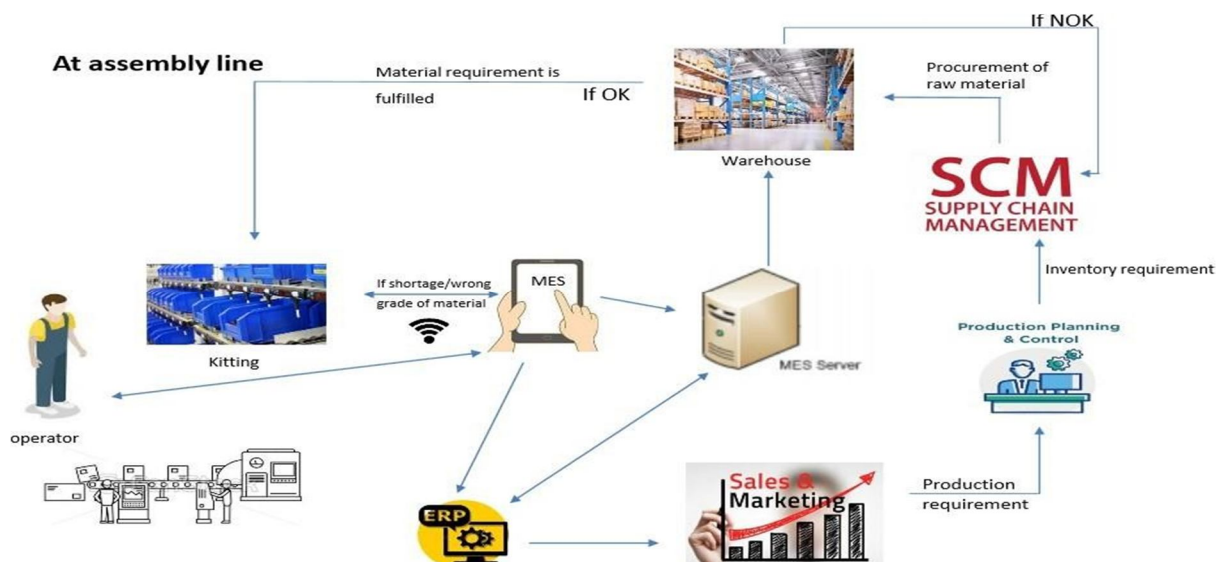 If NOK
At assembly line
Material requirement is
fulfilled
If OK
Procurement of
raw material
Warehouse
SCM
SUPPLY CHAIN
MANAGEMENT
Inventory requirement
If shortage/wrong
grade of material
MES
Kitting
MES Server
Production Planning
& Control
operator
ERP
Sales &
Marketing
Production
requirement